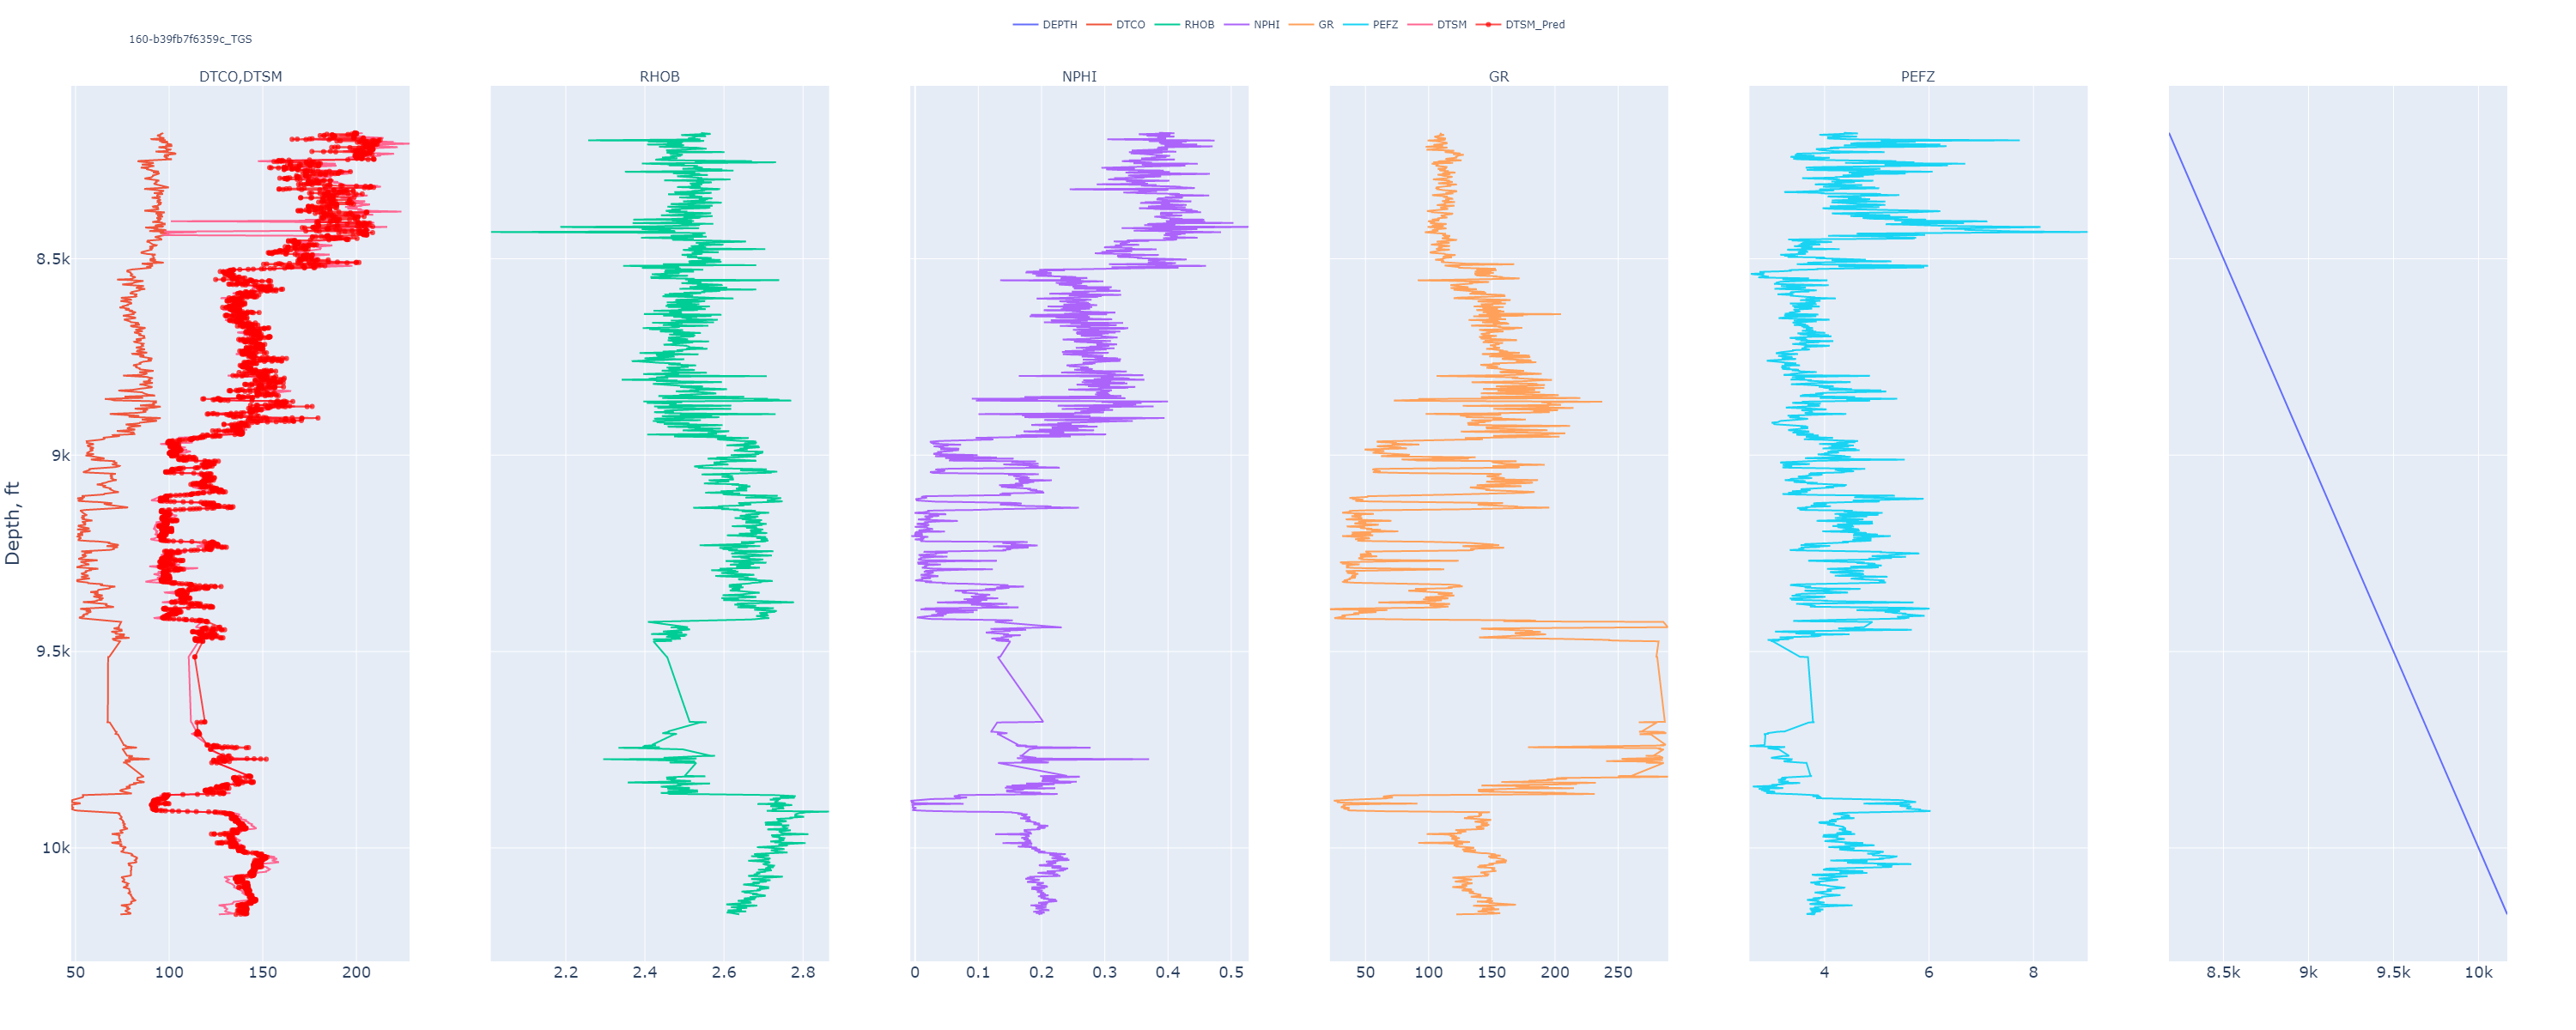 DEPTH DTCO RHOB NPHI GR PEFZ DTSM DTSM_Pred
160-b39fb7f6359c_TGS
DTCO,DTSM RHOB NPHI GR PEFZ
8.5k
9k
9.5k
10k
Depth, ft
50 100 150 200 2.2 2.4 2.6 2.8 0 0.1 0.2 0.3 0.4 0.5 50 100 150 200 250 4 6 8 8.5k 9k 9.5k 10k